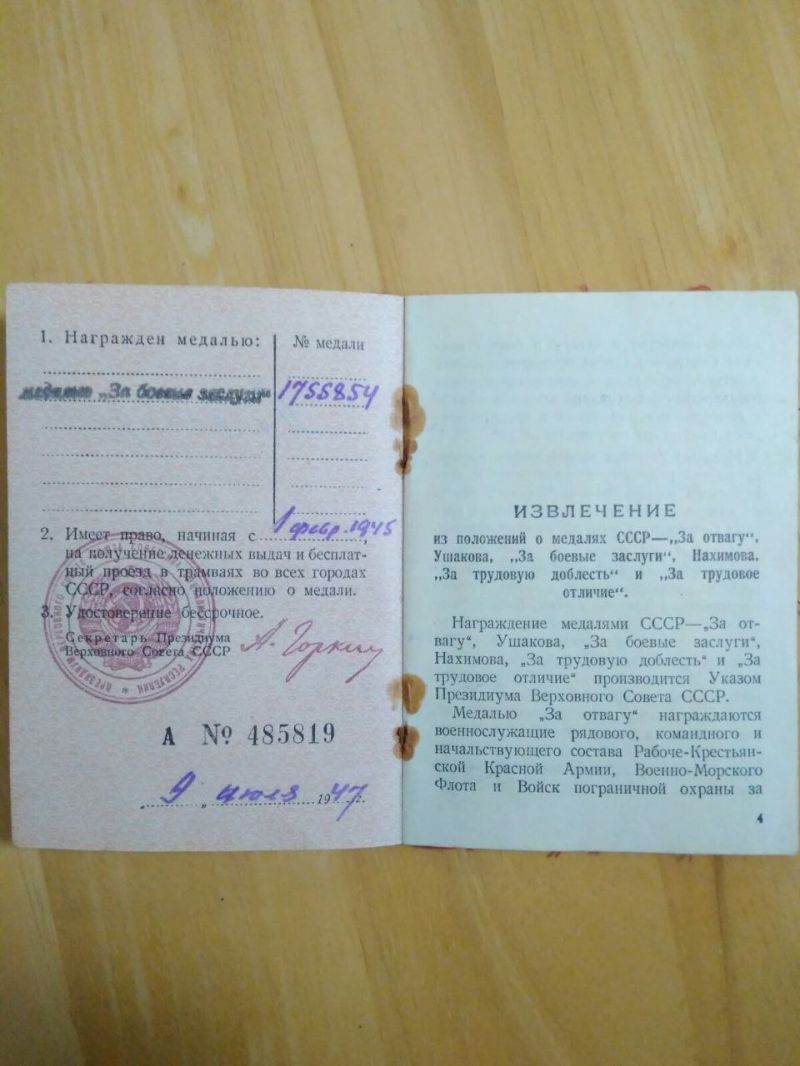 1. Награжден медалью:
№ медали
медалью „За боевые заслуги“
1755854
2. Имеет право, начиная с 1 февр. 1945,
на получение денежных выдач и бесплат-
ный проезд в трамваях во всех городах
СССР, согласно положению о медали.
3. Удостоверение бессрочное.
Секретарь Президиума
Верховного Совета СССР
А. Горкин
А № 485819
„9 „ июля 1947 г.
ИЗВЛЕЧЕНИЕ
из положений о медалях СССР—„За отвагу“,
Ушакова, „За боевые заслуги“, Нахимова,
„За трудовую доблесть“ и „За трудовое
отличие“.
Награждение медалями СССР—„За от-
вагу“, Ушакова, „За боевые заслуги“,
Нахимова, „За трудовую доблесть“ и „За
трудовое отличие“ производится Указом
Президиума Верховного Совета СССР.
Медалью „За отвагу“ награждаются
военнослужащие рядового, командного и
начальствующего состава Рабоче-Крестьян-
ской Красной Армии, Военно-Морского
Флота и Войск пограничной охраны за
4